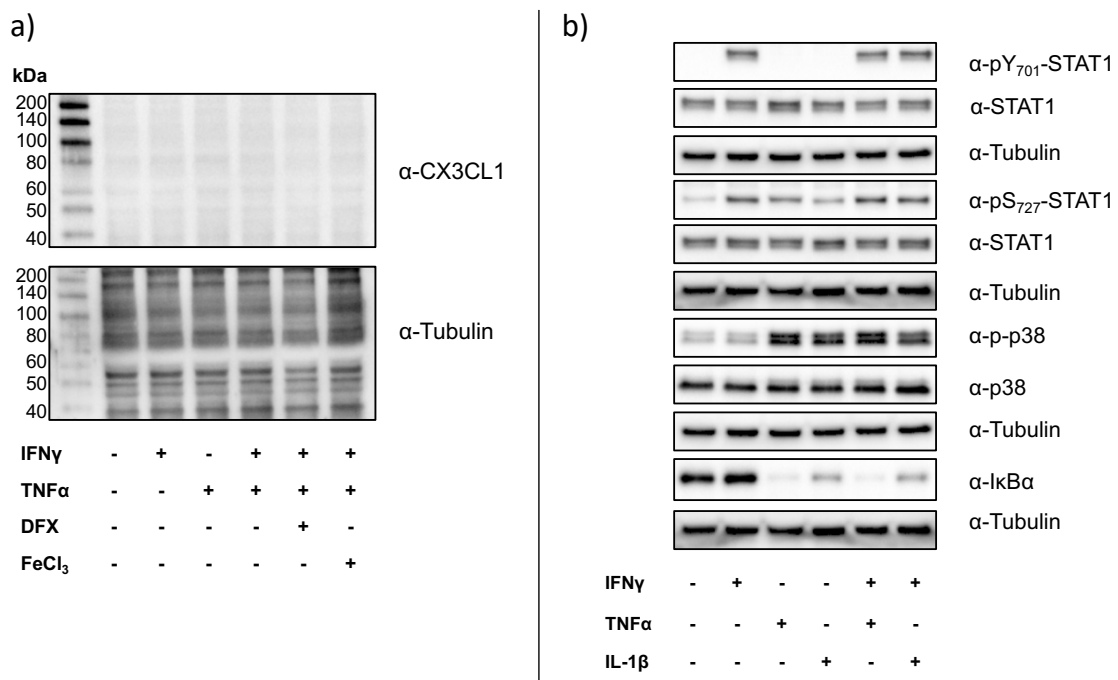 a)
kDa
200
140
100
80
60
50
40
α-CX3CL1
200
140
100
80
60
50
40
α-Tubulin
IFNγ - + - + + +
TNFα - - + + + +
DFX - - - - + -
FeCl₃ - - - - - +
b)
α-pY₇₀₁-STAT1
α-STAT1
α-Tubulin
α-pS₇₂₇-STAT1
α-STAT1
α-Tubulin
α-p-p38
α-p38
α-Tubulin
α-IκBα
α-Tubulin
IFNγ - + - - + +
TNFα - - + - + -
IL-1β - - - + - +